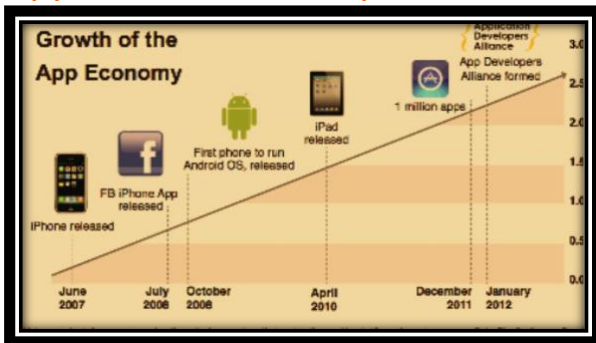 Growth of the
App Economy
Application
Developers
Alliance
App Developers
Alliance formed
1 million apps
iPad
released
First phone to run
Android OS, released
FB iPhone App
released
iPhone released
3.0
2.5
2.0
1.5
1.0
0.5
0.0
June
2007
July
2008
October
2008
April
2010
December
2011
January
2012